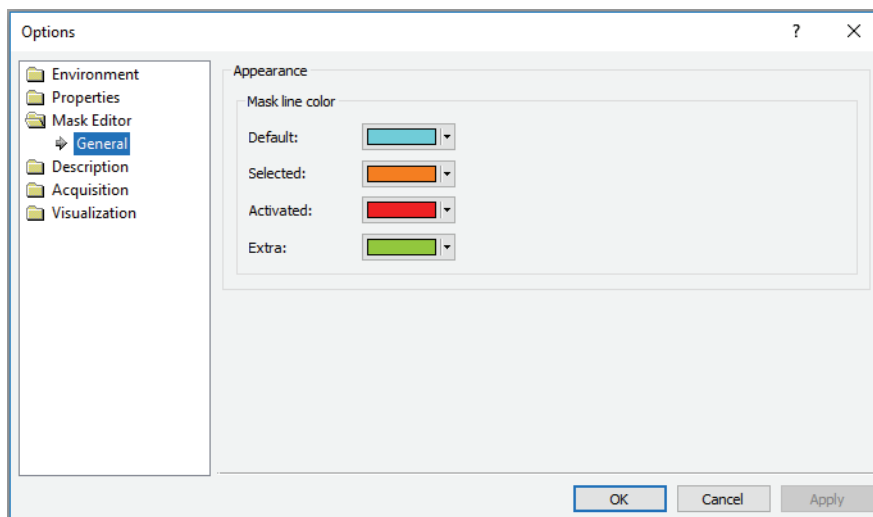 Options
?
Environment
Properties
Mask Editor
General
Description
Acquisition
Visualization
Appearance
Mask line color
Default:
Selected:
Activated:
Extra:
OK
Cancel
Apply